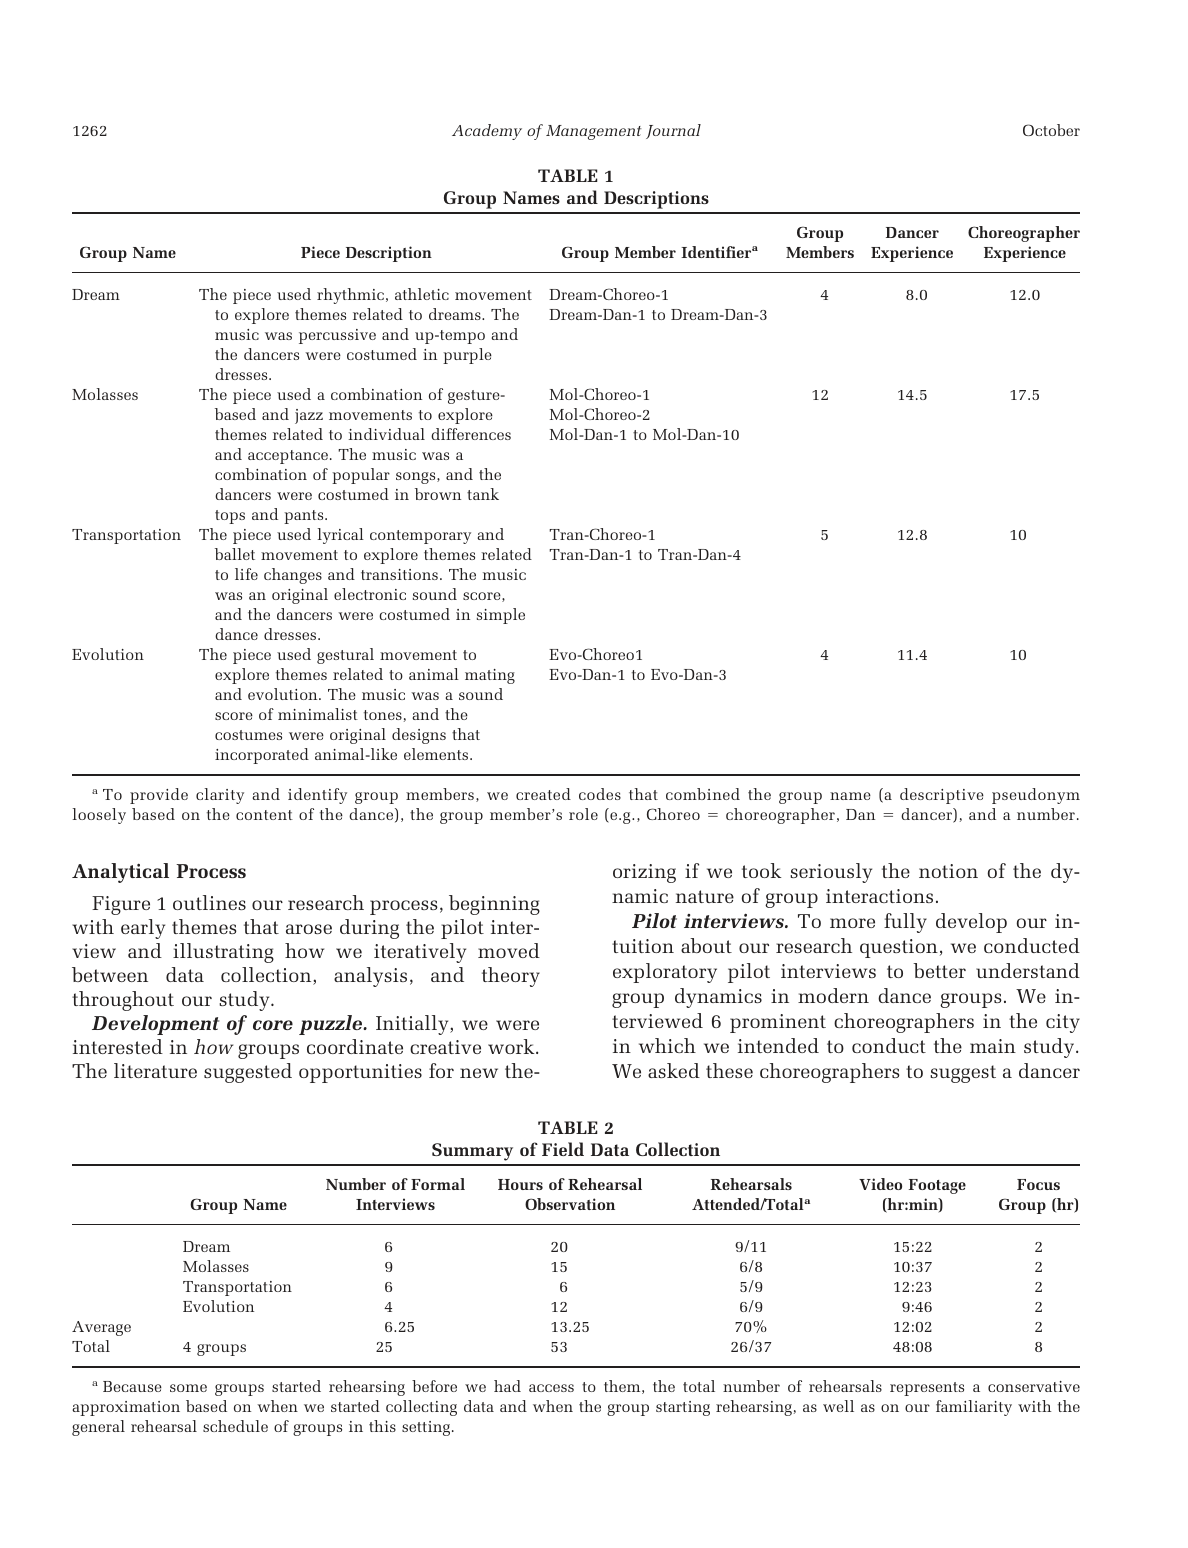 1262 Academy of Management Journal October
TABLE 1
Group Names and Descriptions
Group Name Piece Description Group Member Identifierᵃ Group Members Dancer Experience Choreographer Experience
Dream The piece used rhythmic, athletic movement Dream-Choreo-1 4 8.0 12.0
to explore themes related to dreams. The Dream-Dan-1 to Dream-Dan-3
music was percussive and up-tempo and
the dancers were costumed in purple
dresses.
Molasses The piece used a combination of gesture- Mol-Choreo-1 12 14.5 17.5
based and jazz movements to explore Mol-Choreo-2
themes related to individual differences Mol-Dan-1 to Mol-Dan-10
and acceptance. The music was a
combination of popular songs, and the
dancers were costumed in brown tank
tops and pants.
Transportation The piece used lyrical contemporary and Tran-Choreo-1 5 12.8 10
ballet movement to explore themes related Tran-Dan-1 to Tran-Dan-4
to life changes and transitions. The music
was an original electronic sound score,
and the dancers were costumed in simple
dance dresses.
Evolution The piece used gestural movement to Evo-Choreo1 4 11.4 10
explore themes related to animal mating Evo-Dan-1 to Evo-Dan-3
and evolution. The music was a sound
score of minimalist tones, and the
costumes were original designs that
incorporated animal-like elements.
ᵃ To provide clarity and identify group members, we created codes that combined the group name (a descriptive pseudonym
loosely based on the content of the dance), the group member's role (e.g., Choreo = choreographer, Dan = dancer), and a number.
Analytical Process
Figure 1 outlines our research process, beginning
with early themes that arose during the pilot inter-
view and illustrating how we iteratively moved
between data collection, analysis, and theory
throughout our study.
Development of core puzzle. Initially, we were
interested in how groups coordinate creative work.
The literature suggested opportunities for new the-
orizing if we took seriously the notion of the dy-
namic nature of group interactions.
Pilot interviews. To more fully develop our in-
tuition about our research question, we conducted
exploratory pilot interviews to better understand
group dynamics in modern dance groups. We in-
terviewed 6 prominent choreographers in the city
in which we intended to conduct the main study.
We asked these choreographers to suggest a dancer
TABLE 2
Summary of Field Data Collection
Group Name Number of Formal Interviews Hours of Rehearsal Observation Rehearsals Attended/Totalᵃ Video Footage (hr:min) Focus Group (hr)
Dream 6 20 9/11 15:22 2
Molasses 9 15 6/8 10:37 2
Transportation 6 6 5/9 12:23 2
Evolution 4 12 6/9 9:46 2
Average 6.25 13.25 70% 12:02 2
Total 4 groups 25 53 26/37 48:08 8
ᵃ Because some groups started rehearsing before we had access to them, the total number of rehearsals represents a conservative
approximation based on when we started collecting data and when the group starting rehearsing, as well as on our familiarity with the
general rehearsal schedule of groups in this setting.